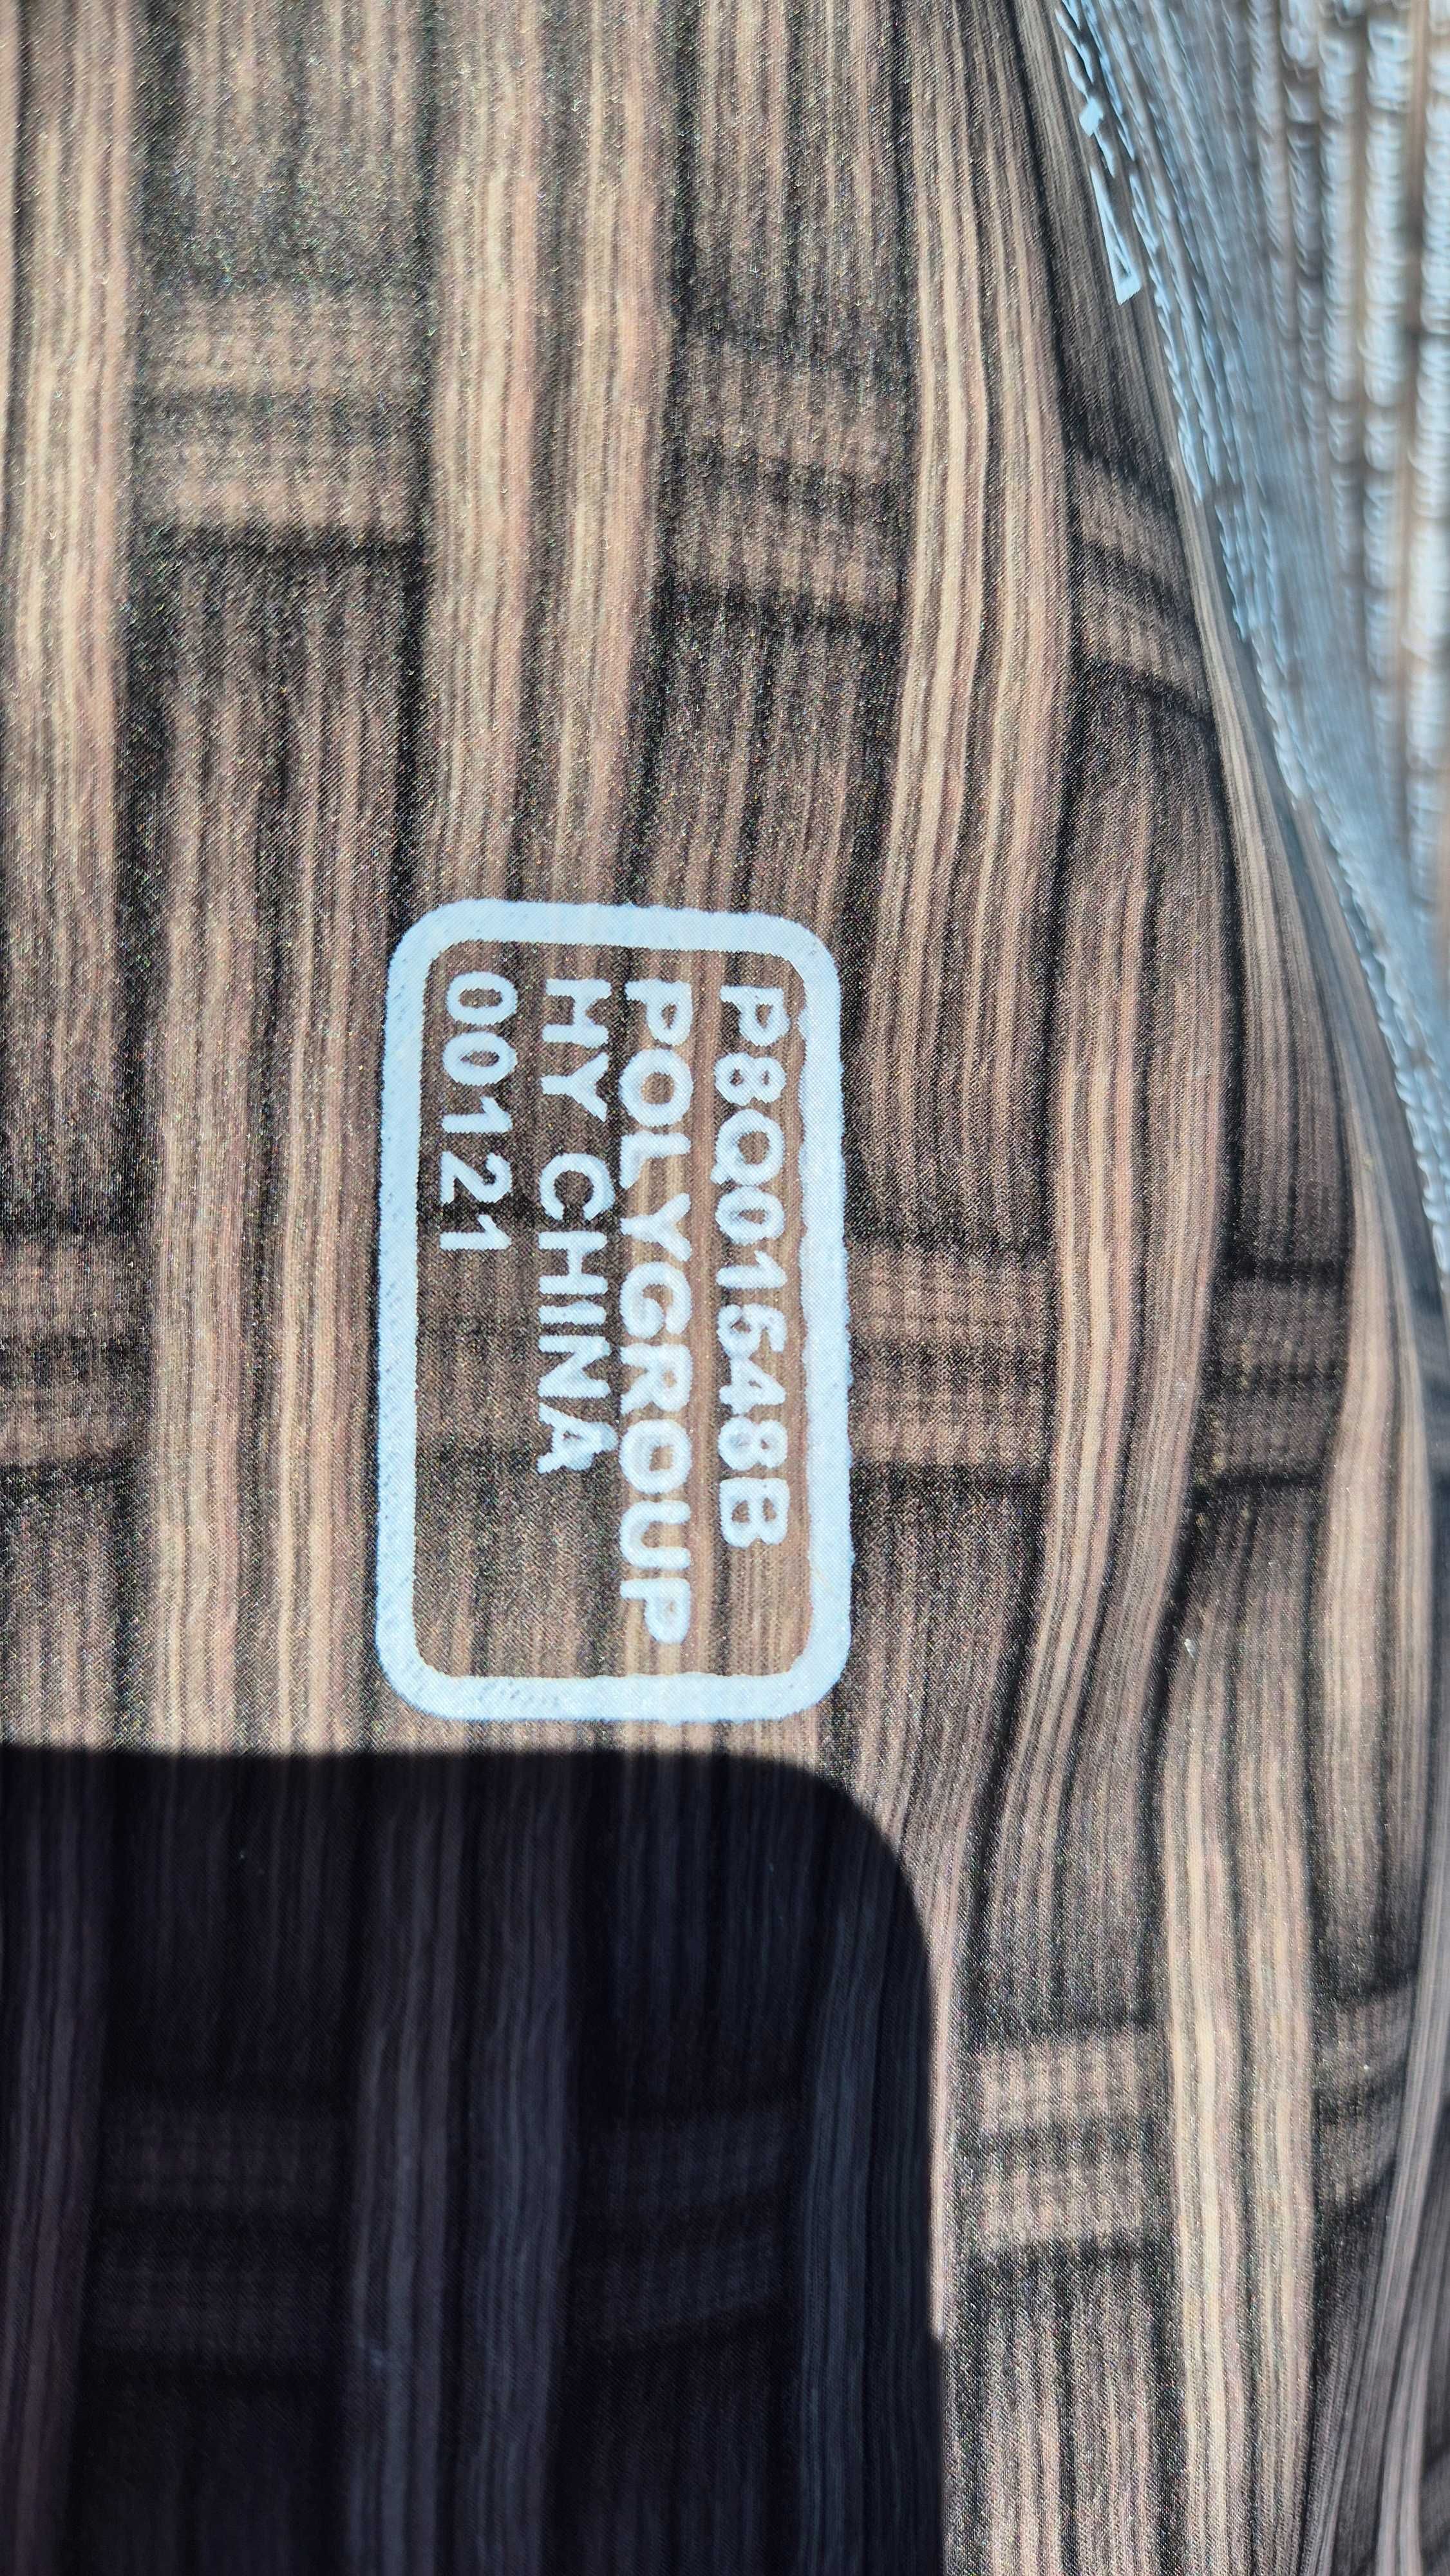 P8Q01548B
POLYGROUP
HY CHINA
00121